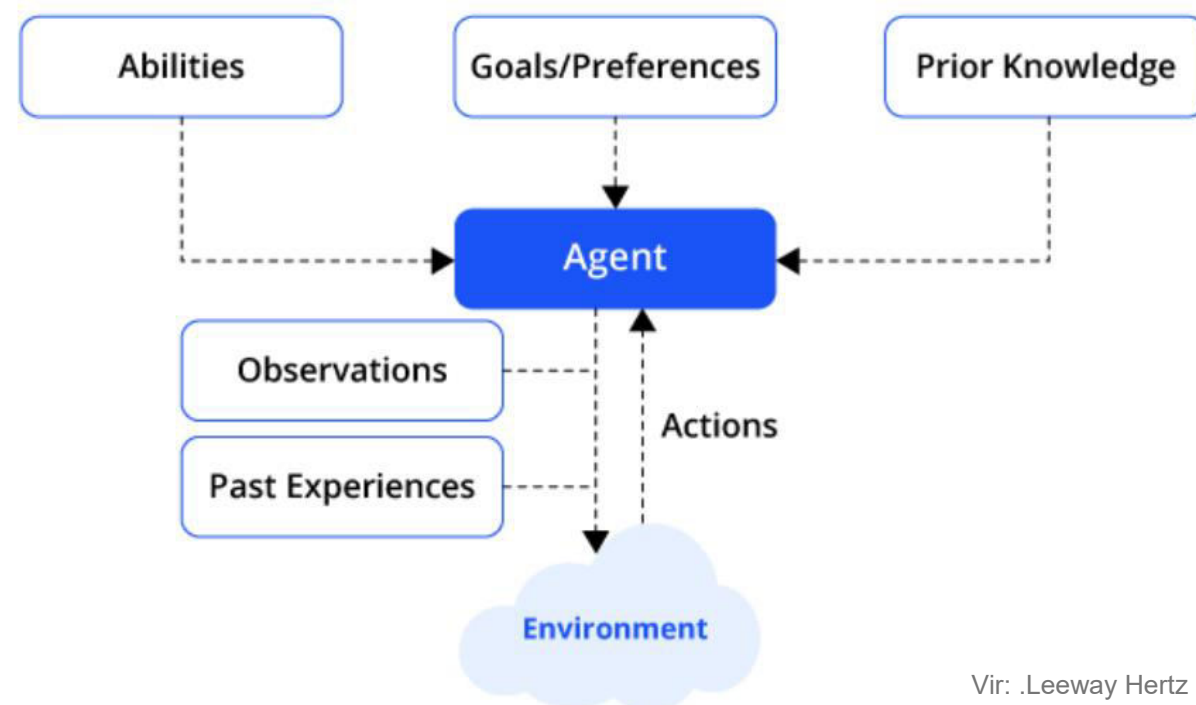 Abilities
Goals/Preferences
Prior Knowledge
Agent
Observations
Actions
Past Experiences
Environment
Vir: .Leeway Hertz